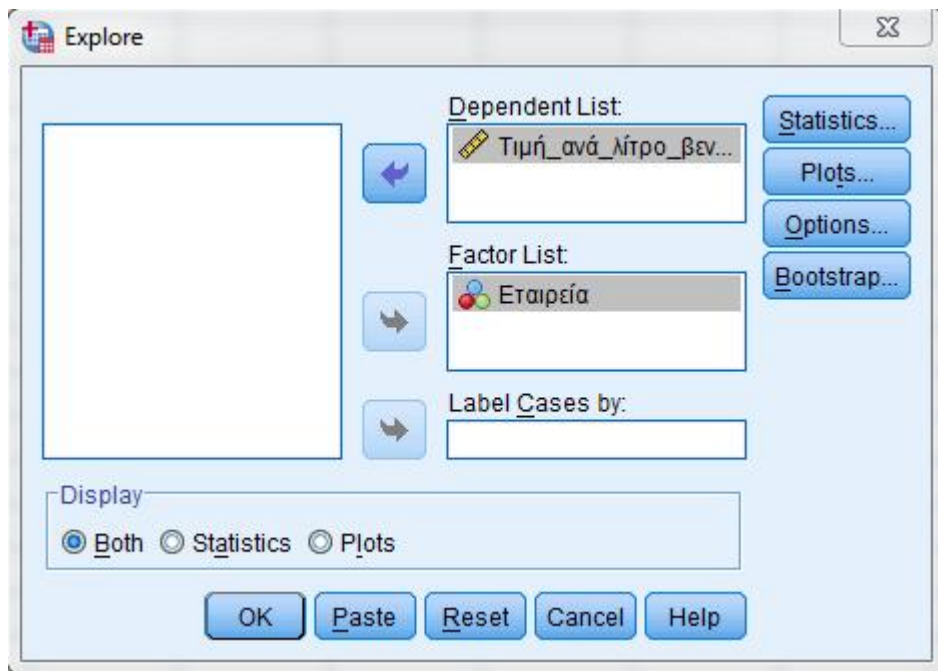 Explore
Dependent List:
Τιμή_ανά_λίτρο_βεν...
Factor List:
Εταιρεία
Label Cases by:
Statistics...
Plots...
Options...
Bootstrap...
Display
Both Statistics Plots
OK Paste Reset Cancel Help